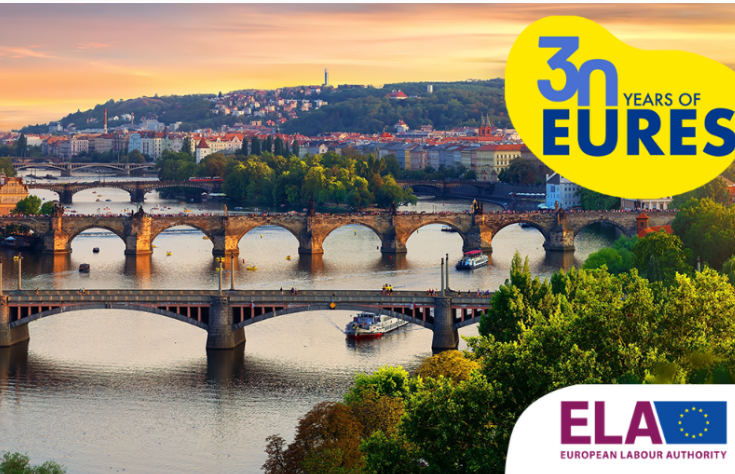 30
YEARS OF
EURES
ELA
EUROPEAN LABOUR AUTHORITY